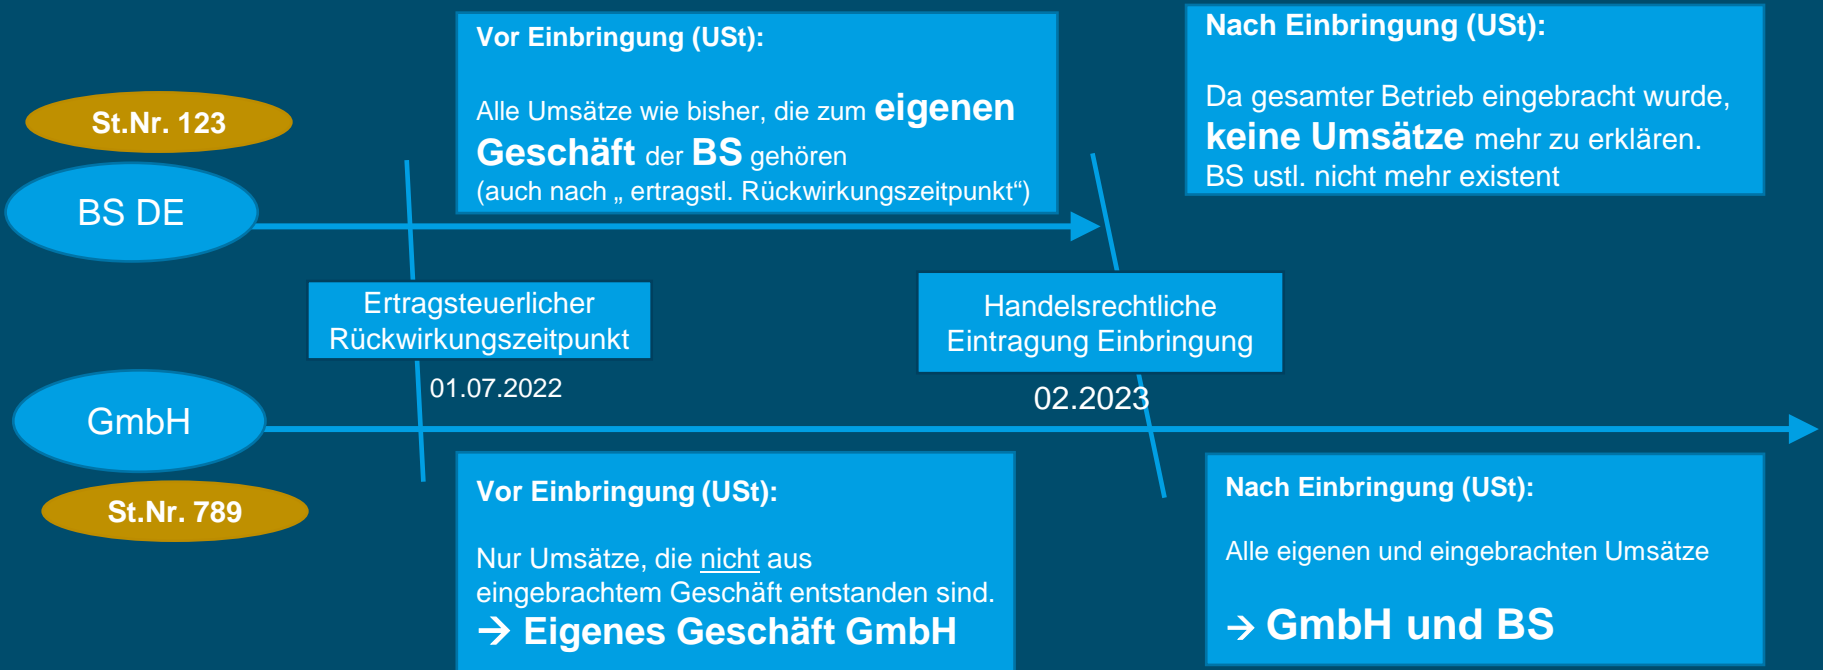 Vor Einbringung (USt):
Alle Umsätze wie bisher, die zum eigenen
Geschäft der BS gehören
(auch nach „ ertragstl. Rückwirkungszeitpunkt“)
Nach Einbringung (USt):
Da gesamter Betrieb eingebracht wurde,
keine Umsätze mehr zu erklären.
BS ustl. nicht mehr existent
St.Nr. 123
BS DE
Ertragsteuerlicher
Rückwirkungszeitpunkt
01.07.2022
Handelsrechtliche
Eintragung Einbringung
02.2023
GmbH
St.Nr. 789
Vor Einbringung (USt):
Nur Umsätze, die nicht aus
eingebrachtem Geschäft entstanden sind.
→ Eigenes Geschäft GmbH
Nach Einbringung (USt):
Alle eigenen und eingebrachten Umsätze
→ GmbH und BS